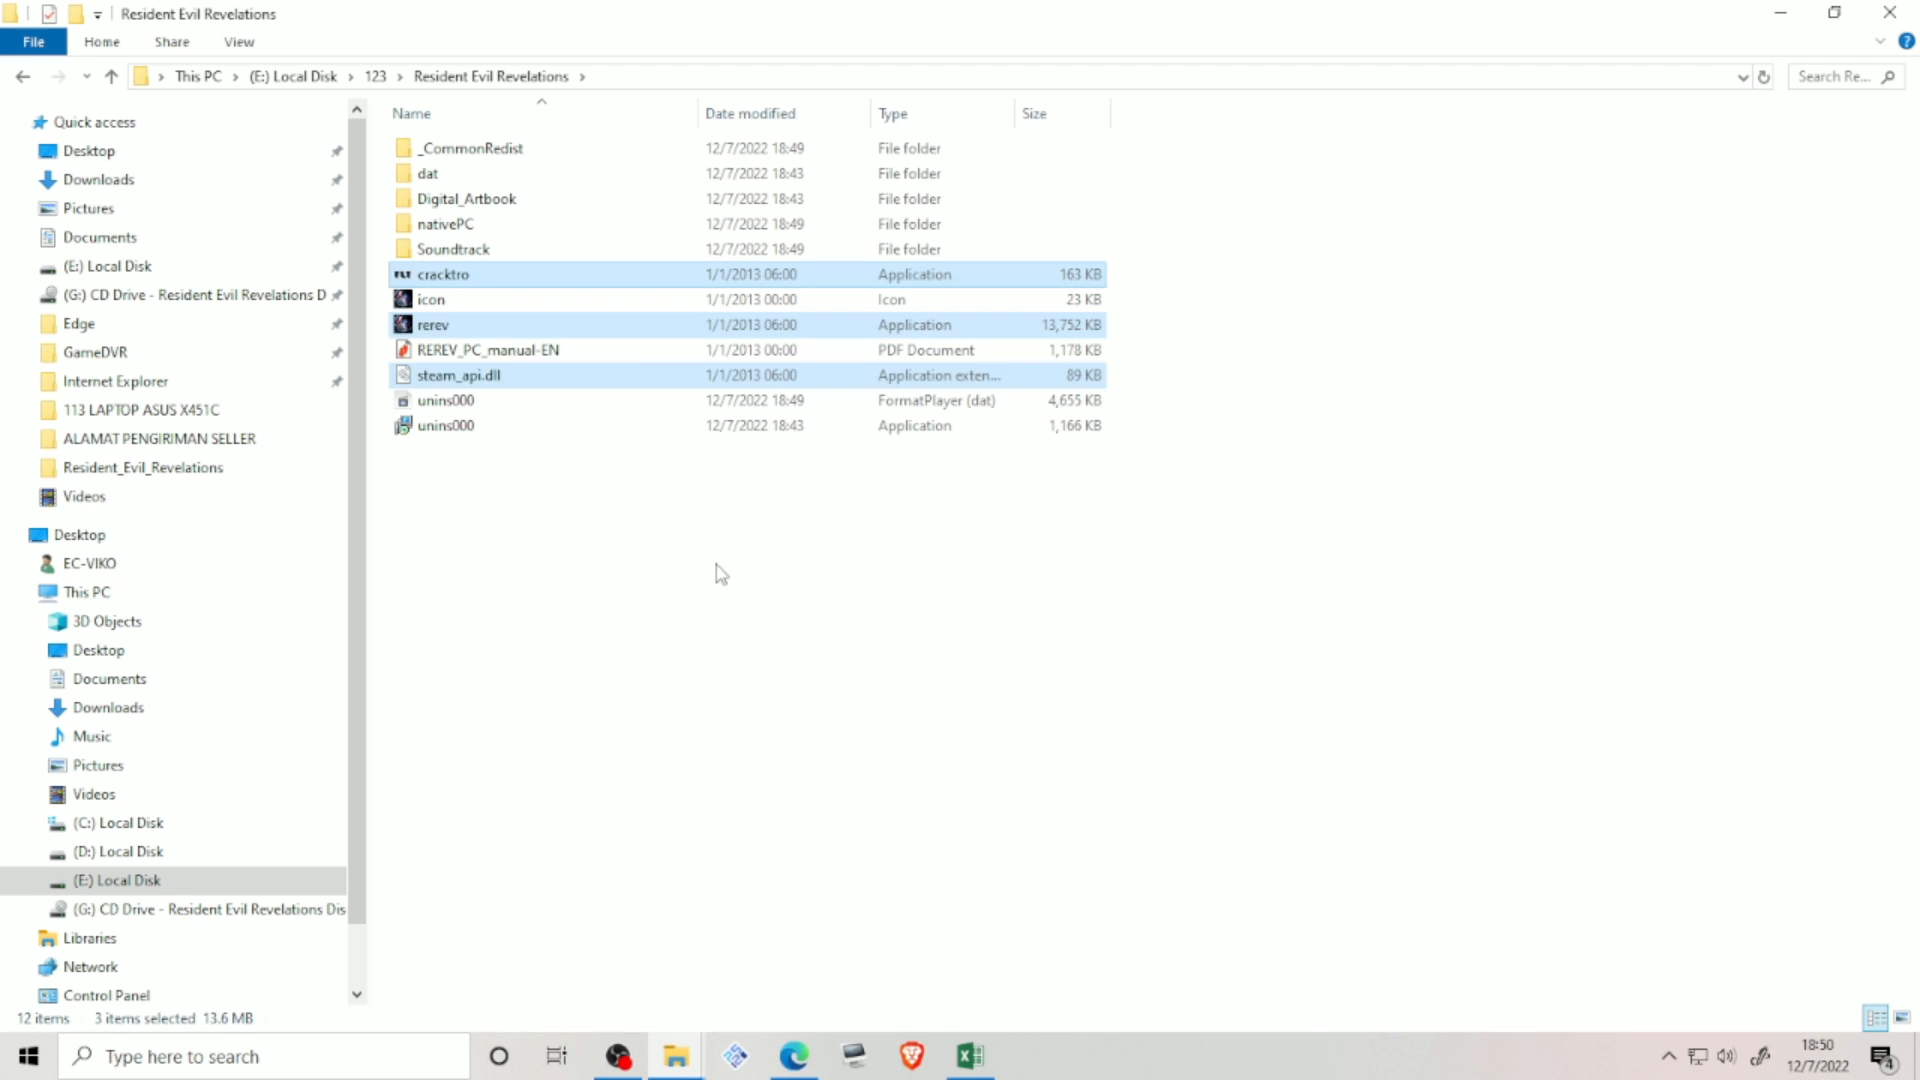 Resident Evil Revelations
File Home Share View
This PC (E:) Local Disk 123 Resident Evil Revelations Search Re...
Name Date modified Type Size
Quick access
Desktop
Downloads
Pictures
Documents
(E:) Local Disk
(G:) CD Drive - Resident Evil Revelations D
Edge
GameDVR
Internet Explorer
113 LAPTOP ASUS X451C
ALAMAT PENGIRIMAN SELLER
Resident_Evil_Revelations
Videos
Desktop
EC-VIKO
This PC
3D Objects
Desktop
Documents
Downloads
Music
Pictures
Videos
(C:) Local Disk
(D:) Local Disk
(E:) Local Disk
(G:) CD Drive - Resident Evil Revelations Dis
Libraries
Network
Control Panel
_CommonRedist 12/7/2022 18:49 File folder
dat 12/7/2022 18:43 File folder
Digital_Artbook 12/7/2022 18:43 File folder
nativePC 12/7/2022 18:49 File folder
Soundtrack 12/7/2022 18:49 File folder
FLT cracktro 1/1/2013 06:00 Application 163 KB
icon 1/1/2013 00:00 Icon 23 KB
rerev 1/1/2013 06:00 Application 13,752 KB
REREV_PC_manual-EN 1/1/2013 00:00 PDF Document 1,178 KB
steam_api.dll 1/1/2013 06:00 Application exten... 89 KB
unins000 12/7/2022 18:49 FormatPlayer (dat) 4,655 KB
unins000 12/7/2022 18:43 Application 1,166 KB
12 items 3 items selected 13.6 MB
Type here to search
18:50
12/7/2022
4